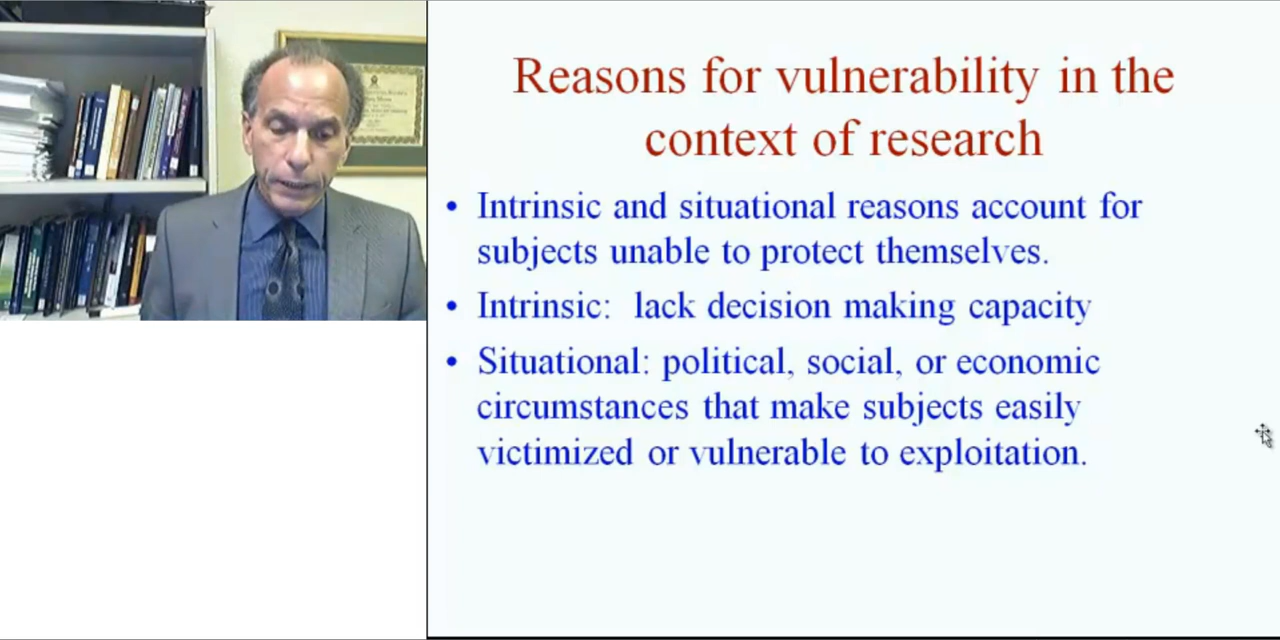 Reasons for vulnerability in the
context of research
• Intrinsic and situational reasons account for
subjects unable to protect themselves.
• Intrinsic:  lack decision making capacity
• Situational: political, social, or economic
circumstances that make subjects easily
victimized or vulnerable to exploitation.